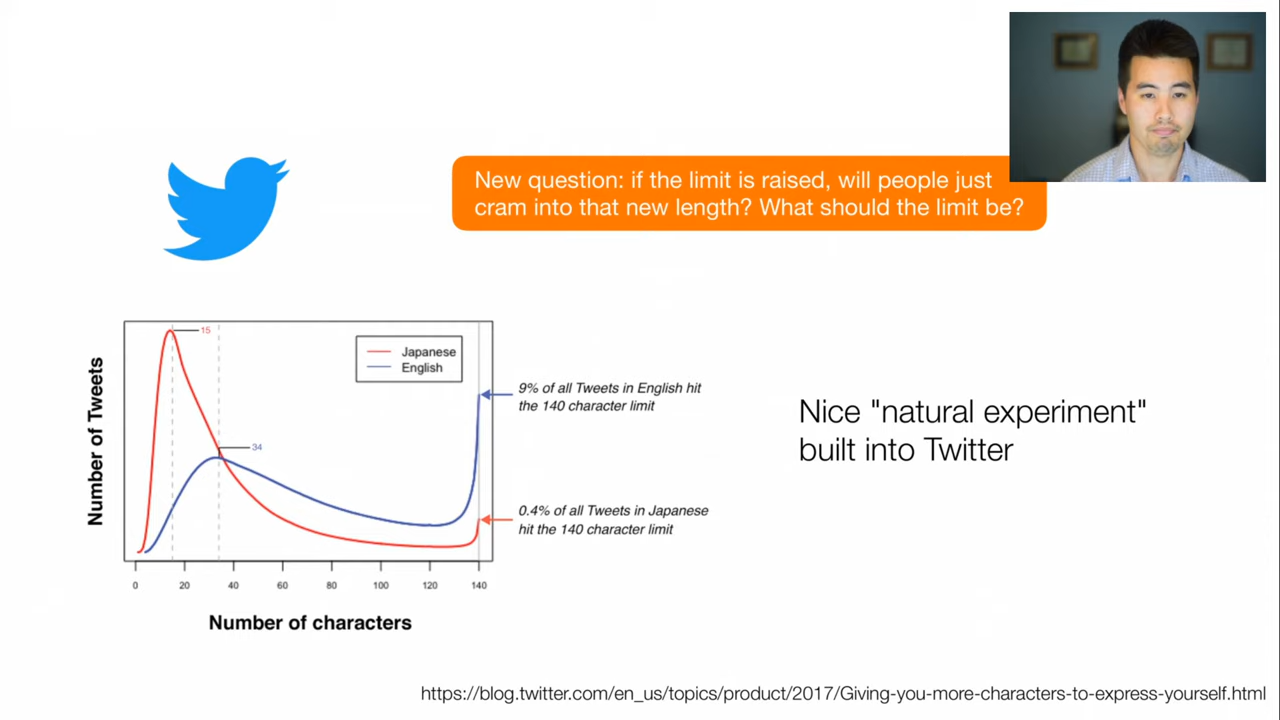 New question: if the limit is raised, will people just
cram into that new length? What should the limit be?
15
34
Japanese
English
Number of Tweets
0
20
40
60
80
100
120
140
Number of characters
9% of all Tweets in English hit
the 140 character limit
0.4% of all Tweets in Japanese
hit the 140 character limit
Nice "natural experiment"
built into Twitter
https://blog.twitter.com/en_us/topics/product/2017/Giving-you-more-characters-to-express-yourself.html